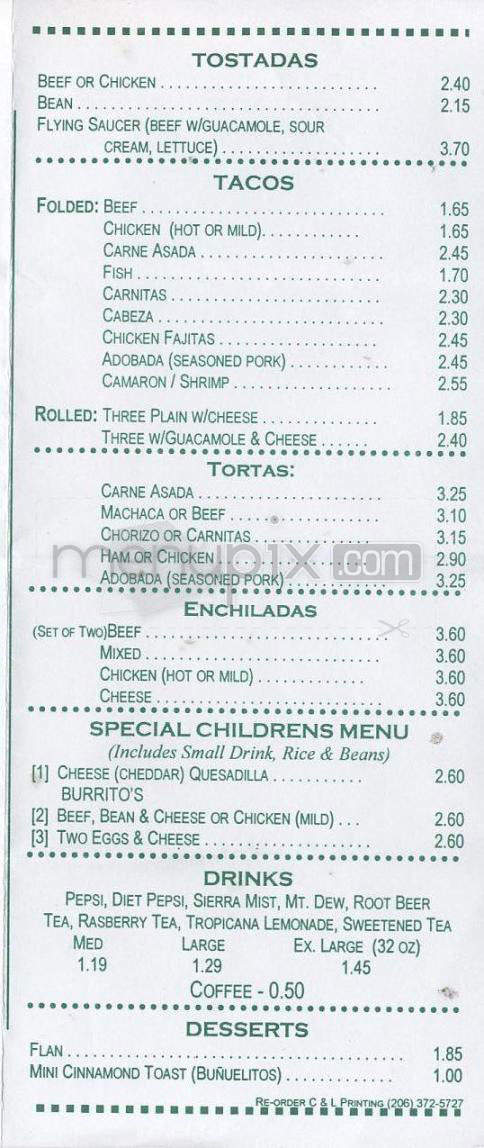 TOSTADAS
BEEF OR CHICKEN . . . . . . . . . . . . . . . . . . . . . . . . . . 2.40
BEAN . . . . . . . . . . . . . . . . . . . . . . . . . . . . . . . . . . . . 2.15
FLYING SAUCER (BEEF W/GUACAMOLE, SOUR
CREAM, LETTUCE) . . . . . . . . . . . . . . . . . . . 3.70
TACOS
FOLDED: BEEF . . . . . . . . . . . . . . . . . . . . . . . . . . . . . 1.65
CHICKEN (HOT OR MILD). . . . . . . . . . . . 1.65
CARNE ASADA . . . . . . . . . . . . . . . . . . . . . . 2.45
FISH . . . . . . . . . . . . . . . . . . . . . . . . . . . . . 1.70
CARNITAS . . . . . . . . . . . . . . . . . . . . . . . . . 2.30
CABEZA . . . . . . . . . . . . . . . . . . . . . . . . . . . 2.30
CHICKEN FAJITAS . . . . . . . . . . . . . . . . . . . 2.45
ADOBADA (SEASONED PORK) . . . . . . . . . . . 2.45
CAMARON / SHRIMP . . . . . . . . . . . . . . . . . . . 2.55
ROLLED: THREE PLAIN W/CHEESE . . . . . . . . . . . . . . 1.85
THREE W/GUACAMOLE & CHEESE . . . . . . 2.40
TORTAS:
CARNE ASADA . . . . . . . . . . . . . . . . . . . . . . 3.25
MACHACA OR BEEF . . . . . . . . . . . . . . . . . . 3.10
CHORIZO OR CARNITAS . . . . . . . . . . . . . . . 3.15
HAM OR CHICKEN . . . . . . . . . . . . . . . . . . . 2.90
ADOBADA (SEASONED PORK) . . . . . . . . . . . 3.25
menupix.com
ENCHILADAS
(SET OF TWO)BEEF . . . . . . . . . . . . . . . . . . . . . . . . . . . . . 3.60
MIXED . . . . . . . . . . . . . . . . . . . . . . . . . . . . 3.60
CHICKEN (HOT OR MILD) . . . . . . . . . . . . . 3.60
CHEESE . . . . . . . . . . . . . . . . . . . . . . . . . . . 3.60
SPECIAL CHILDRENS MENU
(Includes Small Drink, Rice & Beans)
[1] CHEESE (CHEDDAR) QUESADILLA . . . . . . . . . . . 2.60
BURRITO'S
[2] BEEF, BEAN & CHEESE OR CHICKEN (MILD) . . . 2.60
[3] TWO EGGS & CHEESE . . . . . . . . . . . . . . . . . . . . 2.60
DRINKS
PEPSI, DIET PEPSI, SIERRA MIST, MT. DEW, ROOT BEER
TEA, RASBERRY TEA, TROPICANA LEMONADE, SWEETENED TEA
MED LARGE EX. LARGE (32 OZ)
1.19 1.29 1.45
COFFEE - 0.50
DESSERTS
FLAN . . . . . . . . . . . . . . . . . . . . . . . . . . . . . . . . . . . . . . . . 1.85
MINI CINNAMOND TOAST (BUÑUELITOS) . . . . . . . . . . . . . 1.00
RE-ORDER C & L PRINTING (206) 372-5727